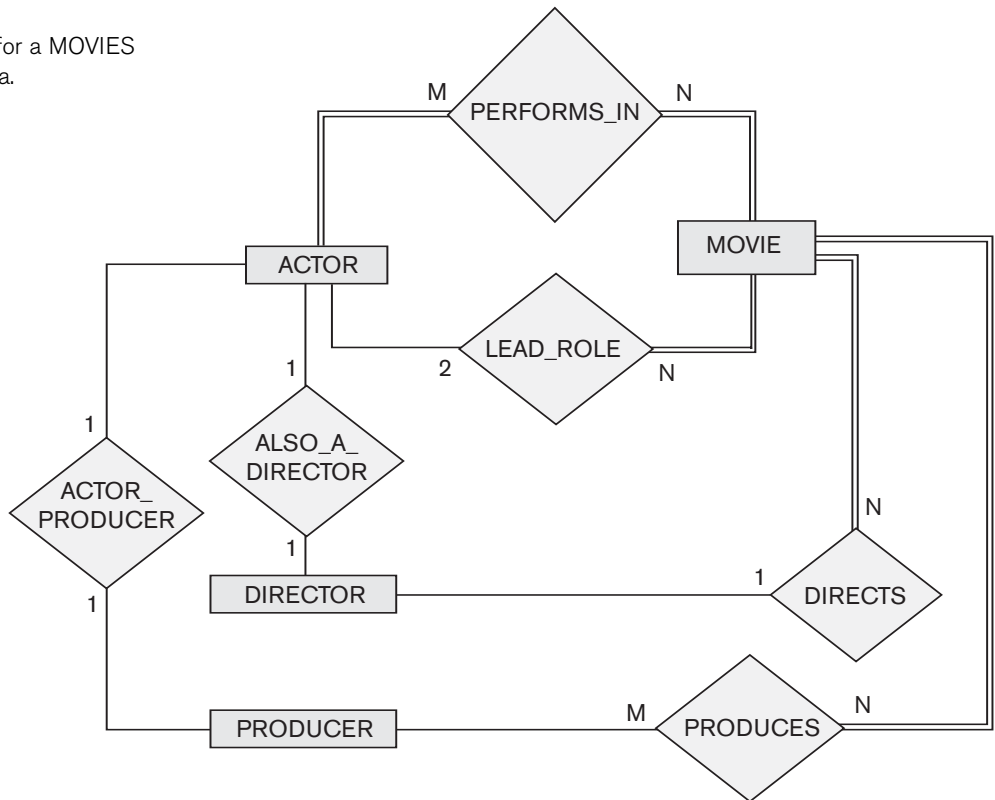 for a MOVIES
a.
M
N
PERFORMS_IN
MOVIE
ACTOR
LEAD_ROLE
2
N
1
1
ALSO_A_
DIRECTOR
ACTOR_
PRODUCER
N
1
1
1
DIRECTOR
DIRECTS
M
N
PRODUCER
PRODUCES